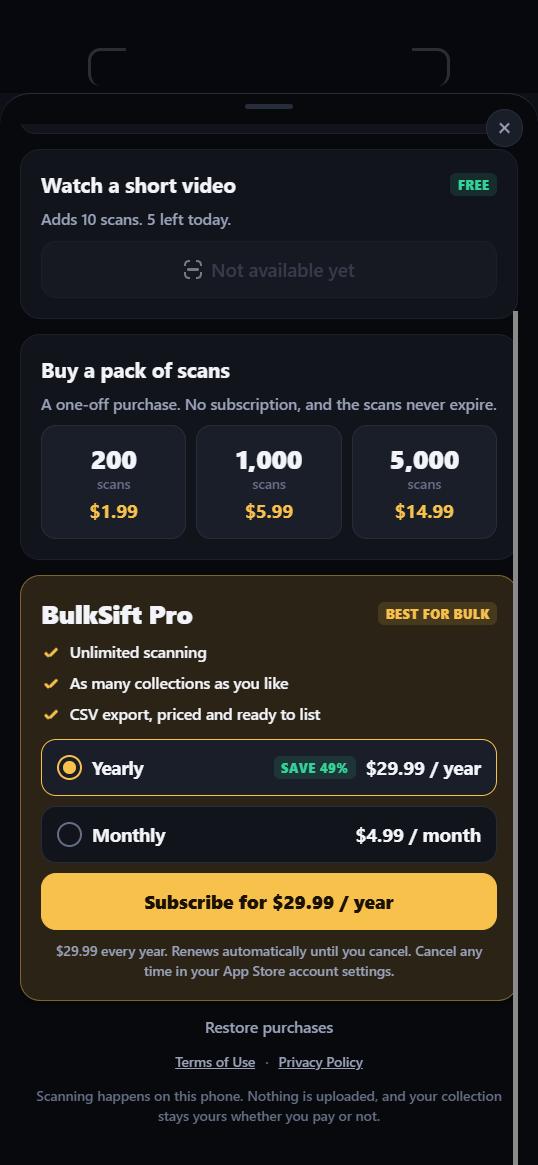 Watch a short video
FREE
Adds 10 scans. 5 left today.
Not available yet
Buy a pack of scans
A one-off purchase. No subscription, and the scans never expire.
200
scans
$1.99
1,000
scans
$5.99
5,000
scans
$14.99
BulkSift Pro
BEST FOR BULK
Unlimited scanning
As many collections as you like
CSV export, priced and ready to list
Yearly
SAVE 49%
$29.99 / year
Monthly
$4.99 / month
Subscribe for $29.99 / year
$29.99 every year. Renews automatically until you cancel. Cancel any
time in your App Store account settings.
Restore purchases
Terms of Use · Privacy Policy
Scanning happens on this phone. Nothing is uploaded, and your collection
stays yours whether you pay or not.